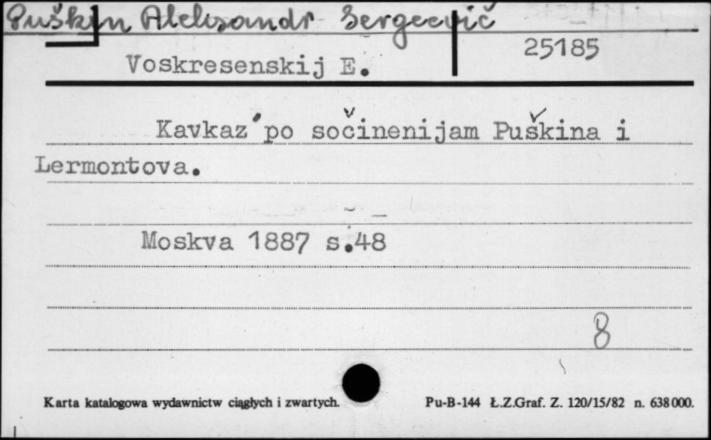 Puškin Aleksandr Sergeevič
Voskresenskij E.
25185
Kavkaz po sočinenijam Puškina i
Lermontova.
Moskva 1887 s.48
8
Karta katalogowa wydawnictw ciągłych i zwartych.
Pu-B-144 Ł.Z.Graf. Z. 120/15/82 n. 638000.